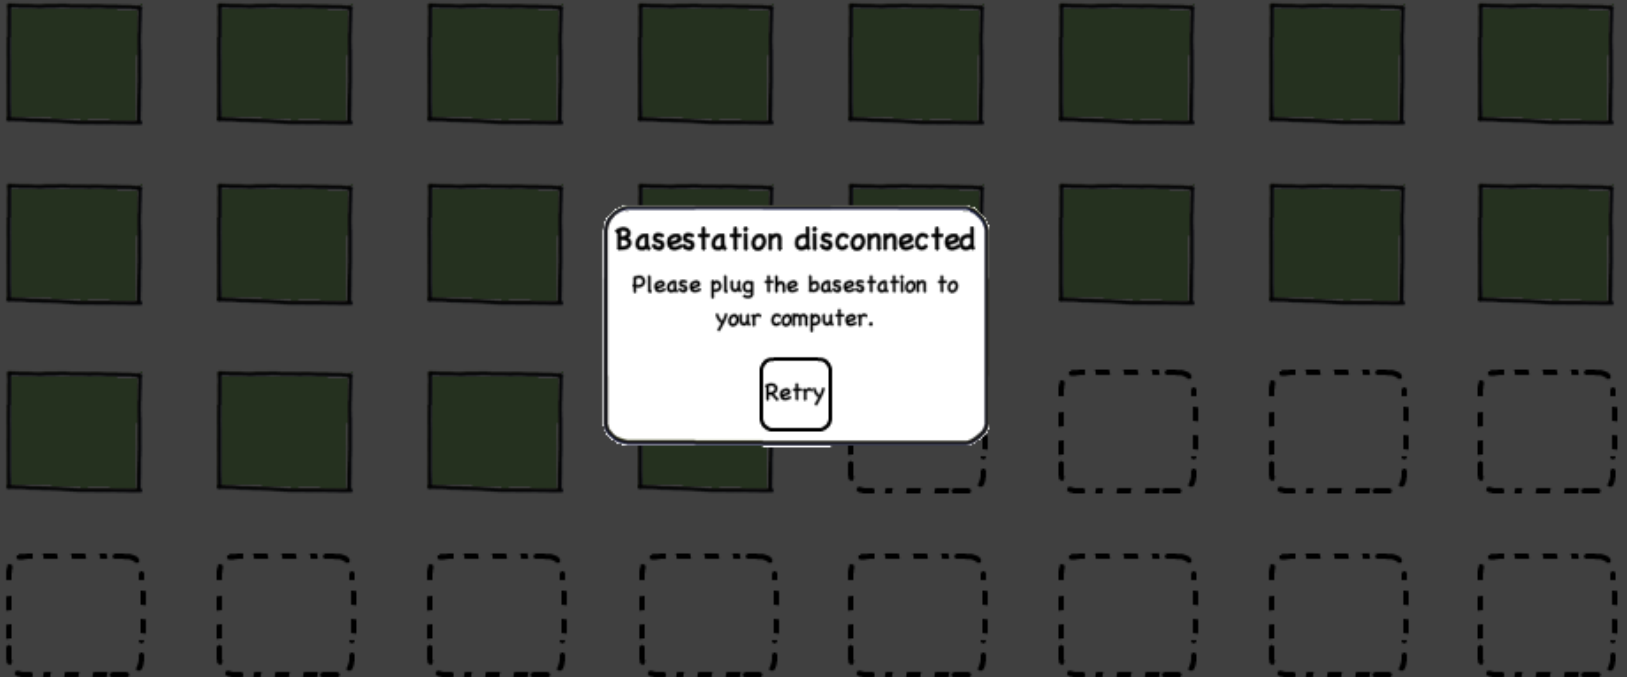 Basestation disconnected
Please plug the basestation to
your computer.
Retry